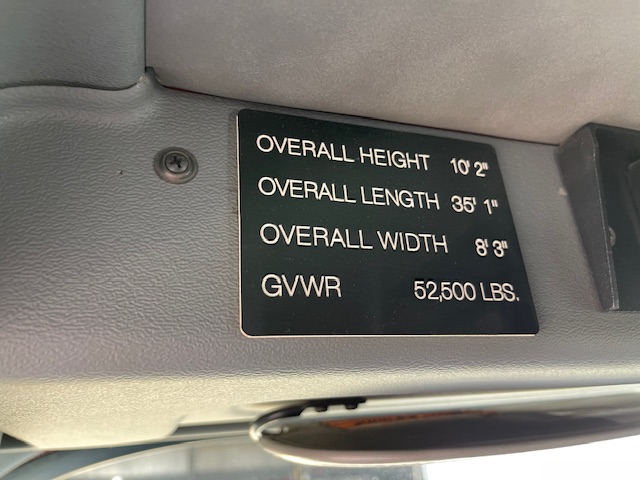 OVERALL HEIGHT 10' 2"
OVERALL LENGTH 35' 1"
OVERALL WIDTH 8' 3"
GVWR 52,500 LBS.